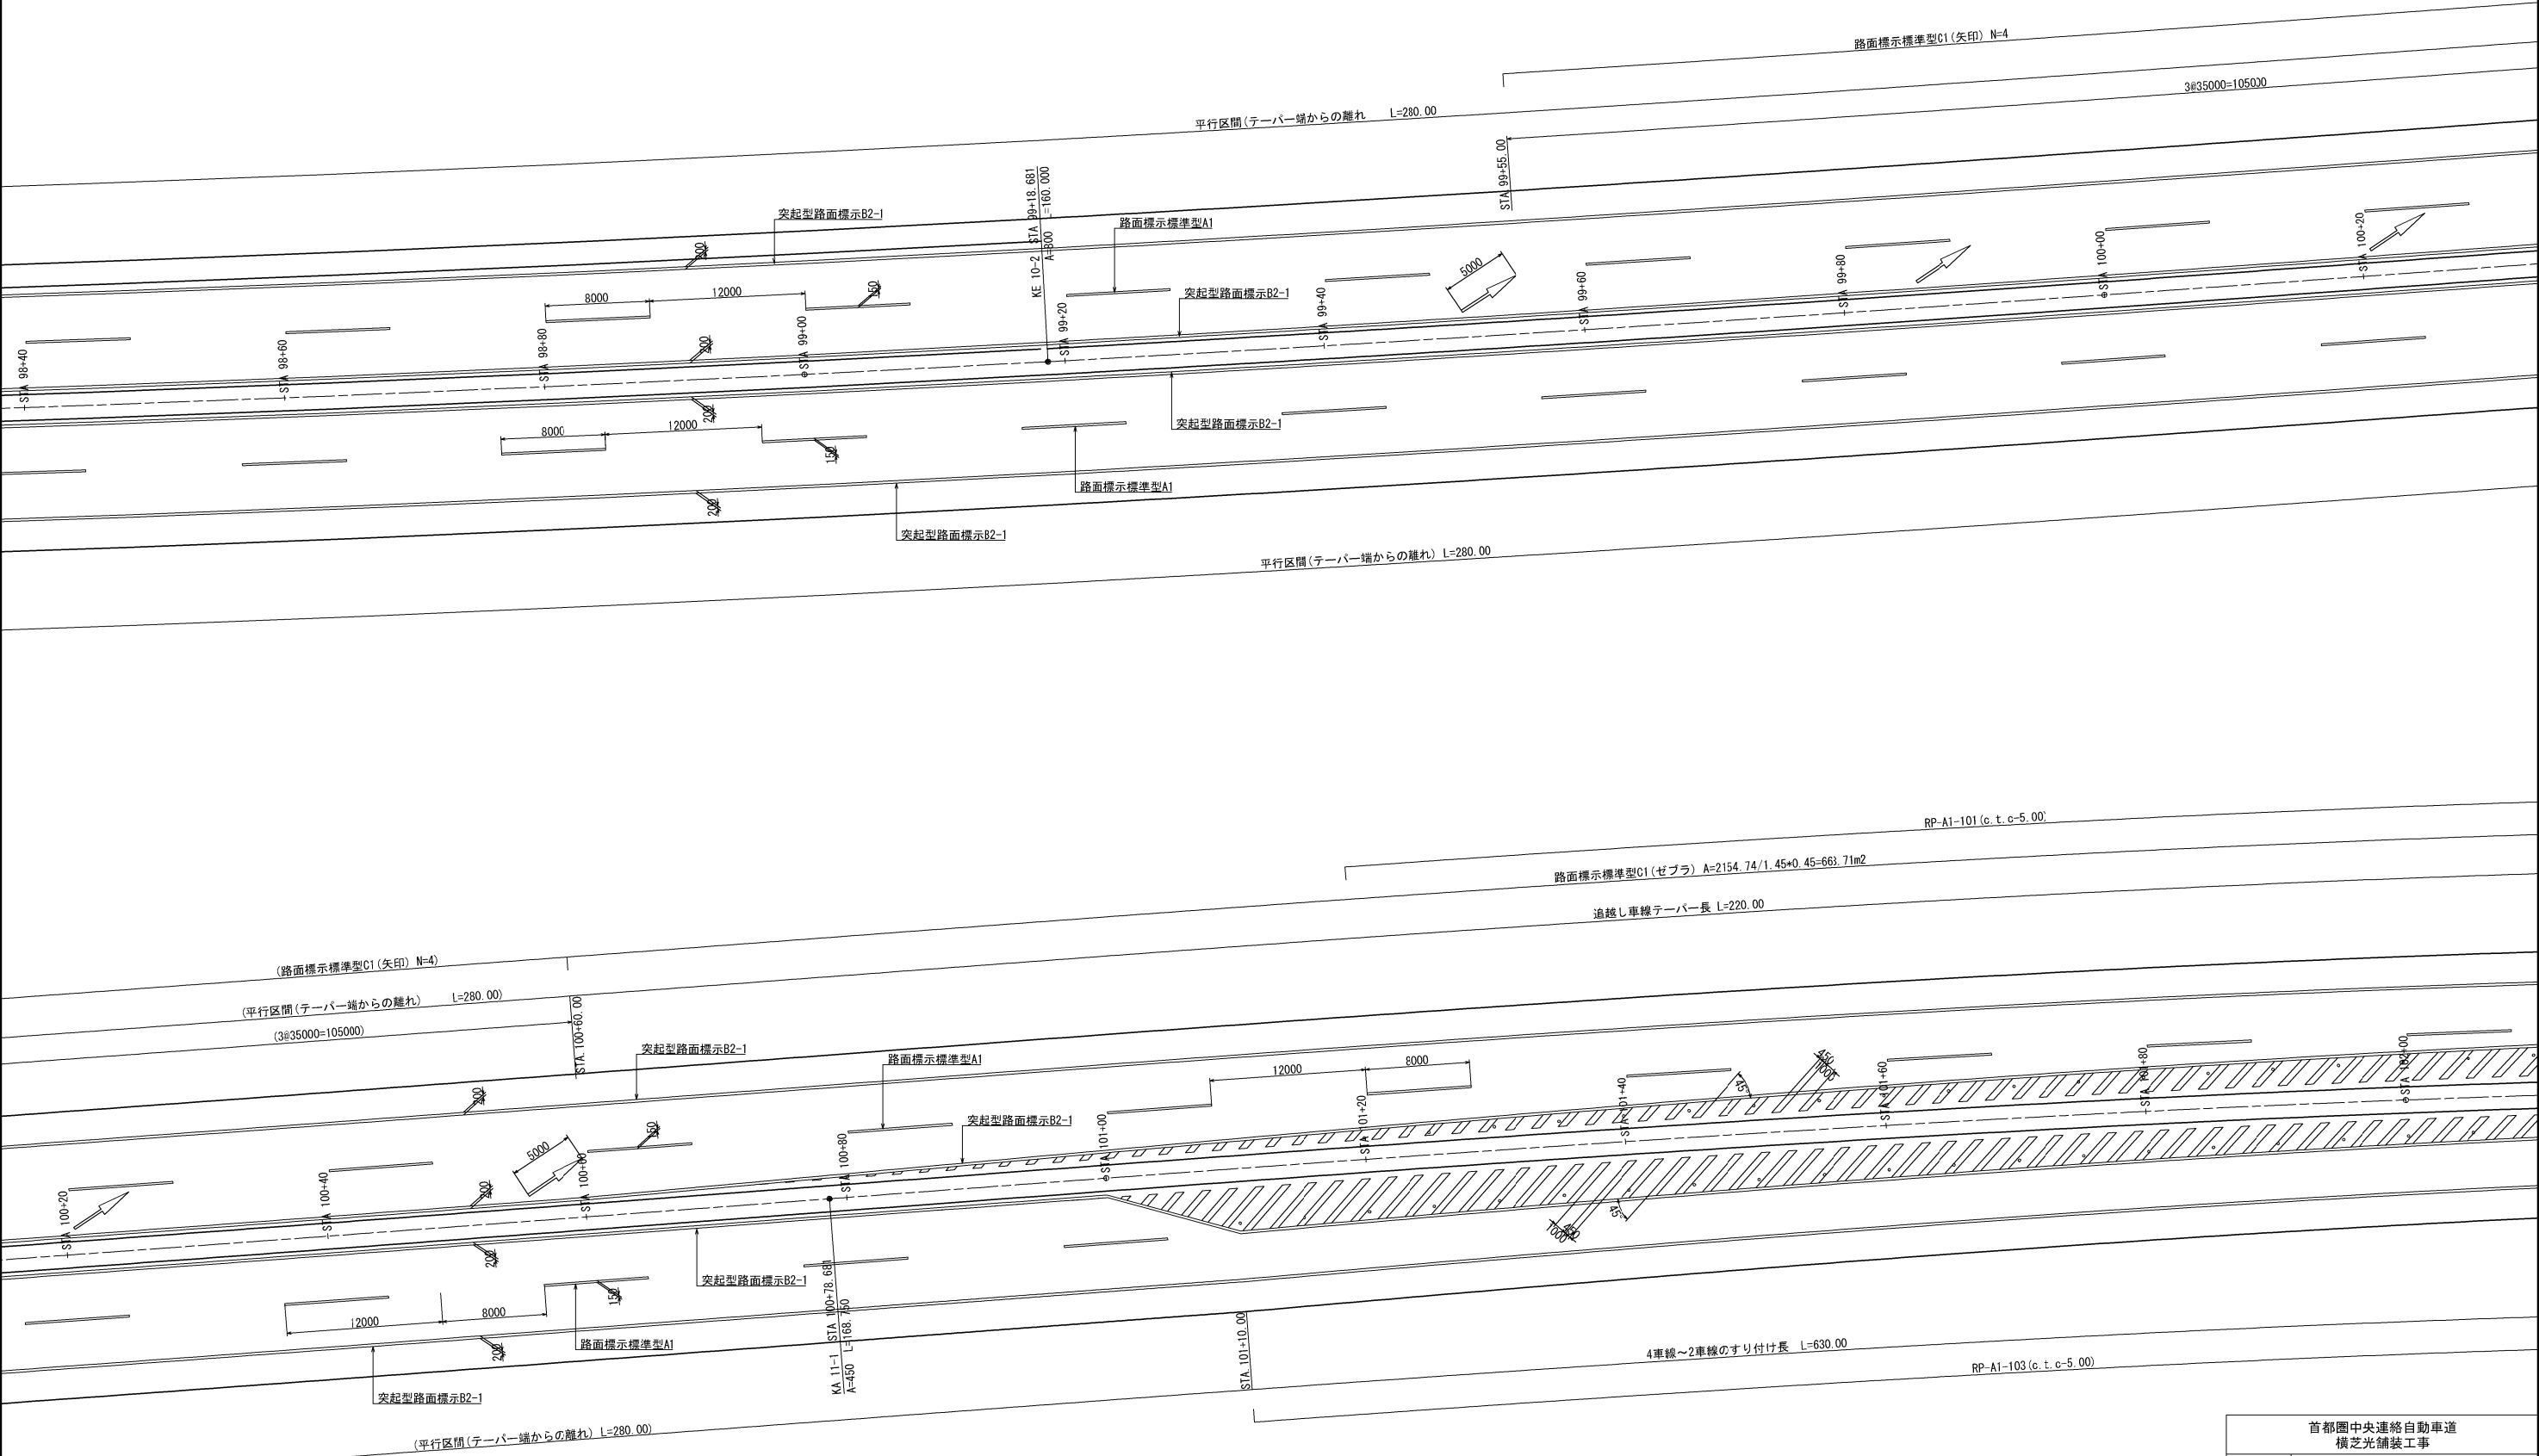 路面標示標準型C1(矢印) N=4
3@35000=105000
平行区間(テーパー端からの離れ L=280.00
STA 99+55.00
KE 10-2 STA 99+18.681
A=800 L=160.000
突起型路面標示B2-1
路面標示標準型A1
200
5000
8000
12000
150
突起型路面標示B2-1
200
STA 98+40
STA 98+60
STA 98+80
STA 99+00
STA 99+20
STA 99+40
STA 99+60
STA 99+80
STA 100+00
STA 100+20
200
8000
12000
150
突起型路面標示B2-1
路面標示標準型A1
200
突起型路面標示B2-1
平行区間(テーパー端からの離れ) L=280.00
RP-A1-101(c.t.c-5.00)
路面標示標準型C1(ゼブラ) A=2154.74/1.45*0.45=668.71m2
追越し車線テーパー長 L=220.00
(路面標示標準型C1(矢印) N=4)
(平行区間(テーパー端からの離れ) L=280.00)
(3@35000=105000)
STA.100+60.00
突起型路面標示B2-1
路面標示標準型A1
12000
8000
450
1000
45°
200
突起型路面標示B2-1
150
5000
200
STA 100+20
STA 100+40
STA 100+60
STA 100+80
STA 101+00
STA 101+20
STA 101+40
STA 101+60
STA 101+80
STA 102+00
45°
450
1000
200
突起型路面標示B2-1
12000
8000
150
路面標示標準型A1
200
突起型路面標示B2-1
KA 11-1 STA 100+78.681
A=450 L=168.750
STA.101+10.00
4車線～2車線のすり付け長 L=630.00
RP-A1-103(c.t.c-5.00)
(平行区間(テーパー端からの離れ) L=280.00)
首都圏中央連絡自動車道
横芝光舗装工事